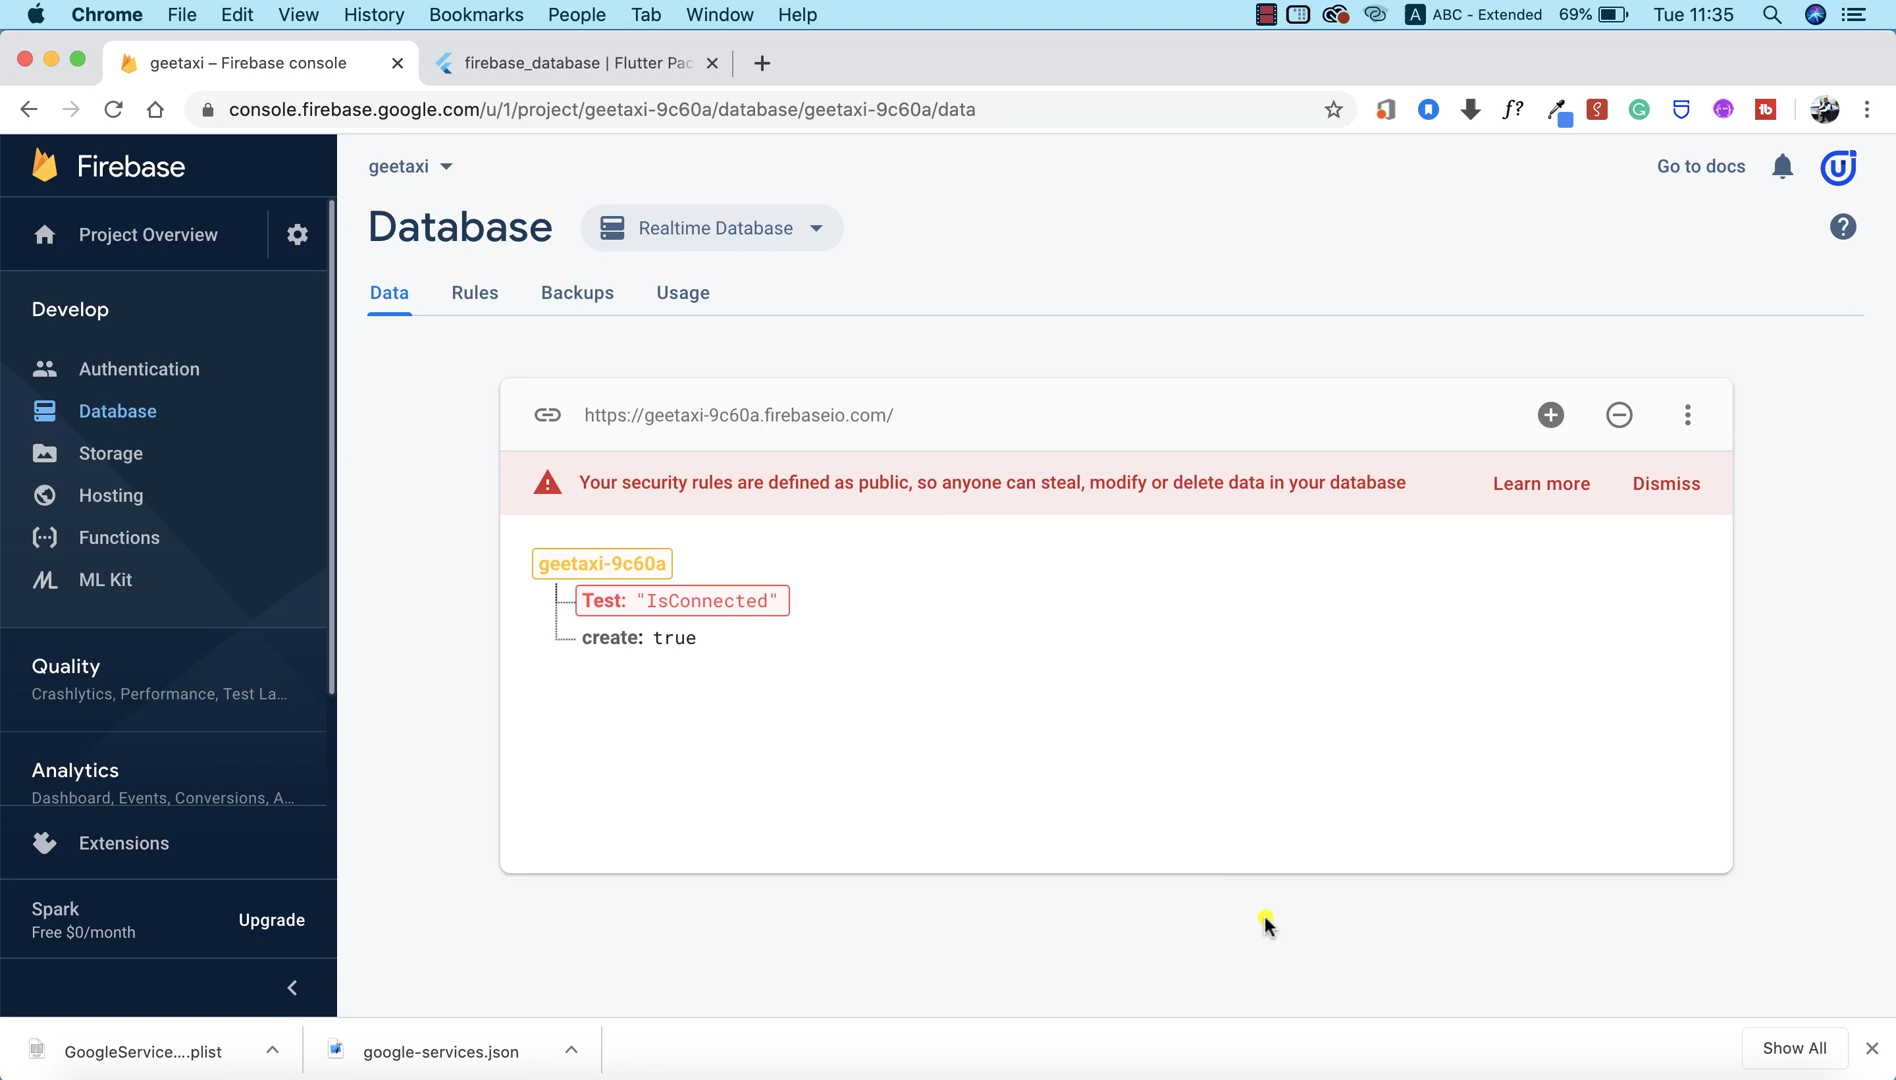 Chrome File Edit View History Bookmarks People Tab Window Help A ABC - Extended 69% Tue 11:35
geetaxi – Firebase console
firebase_database | Flutter Pac
console.firebase.google.com/u/1/project/geetaxi-9c60a/database/geetaxi-9c60a/data
f?
Firebase
geetaxi
Go to docs
Project Overview
Database
Realtime Database
Data Rules Backups Usage
Develop
Authentication
Database
Storage
Hosting
Functions
ML Kit
https://geetaxi-9c60a.firebaseio.com/
Your security rules are defined as public, so anyone can steal, modify or delete data in your database
Learn more
Dismiss
geetaxi-9c60a
Test: "IsConnected"
create: true
Quality
Crashlytics, Performance, Test La...
Analytics
Dashboard, Events, Conversions, A...
Extensions
Spark
Free $0/month
Upgrade
GoogleService....plist
google-services.json
Show All